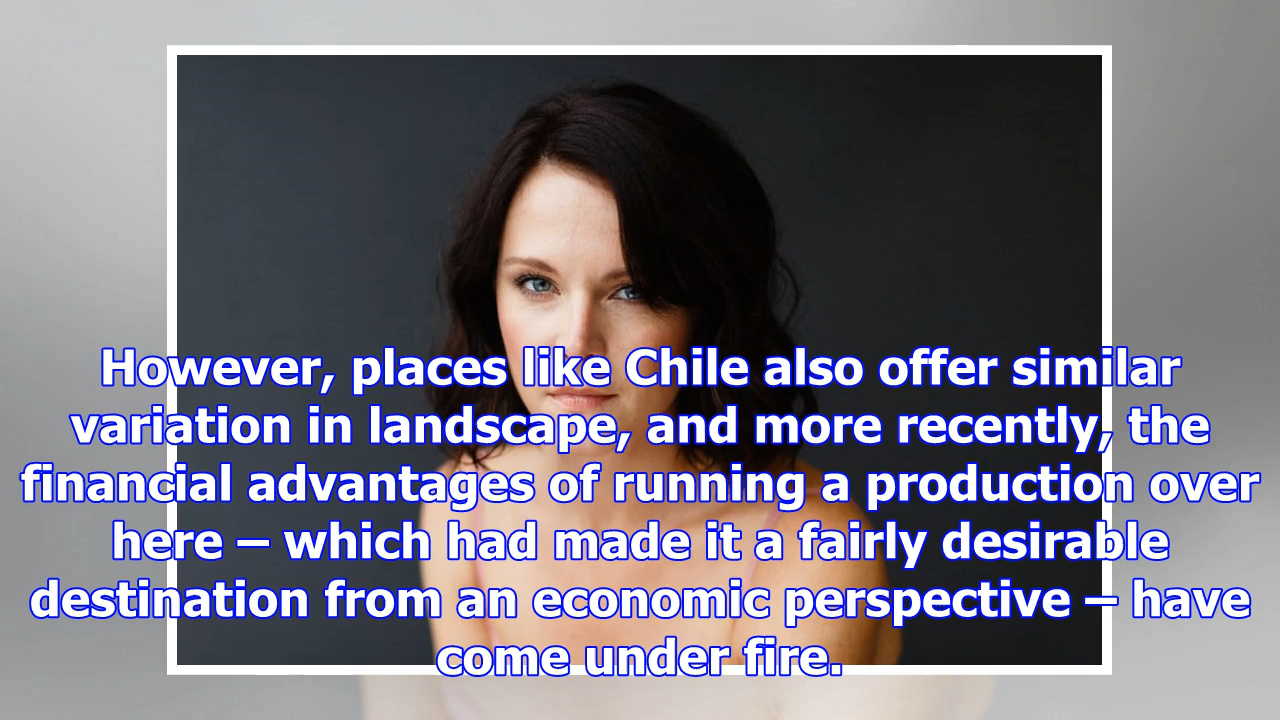 However, places like Chile also offer similar
variation in landscape, and more recently, the
financial advantages of running a production over
here – which had made it a fairly desirable
destination from an economic perspective – have
come under fire.